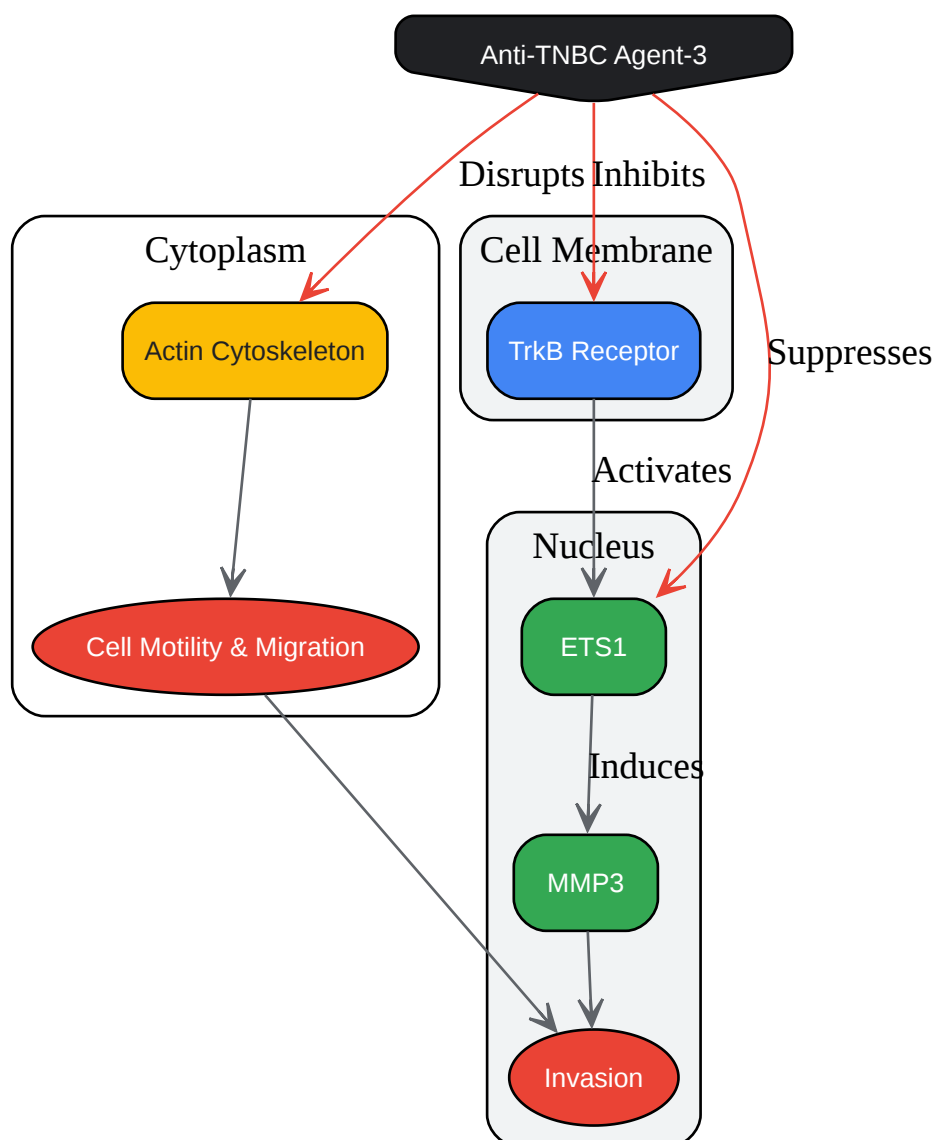 Anti-TNBC Agent-3
Disrupts
Inhibits
Cytoplasm
Cell Membrane
Actin Cytoskeleton
TrkB Receptor
Suppresses
Activates
Nucleus
Cell Motility & Migration
ETS1
Induces
MMP3
Invasion